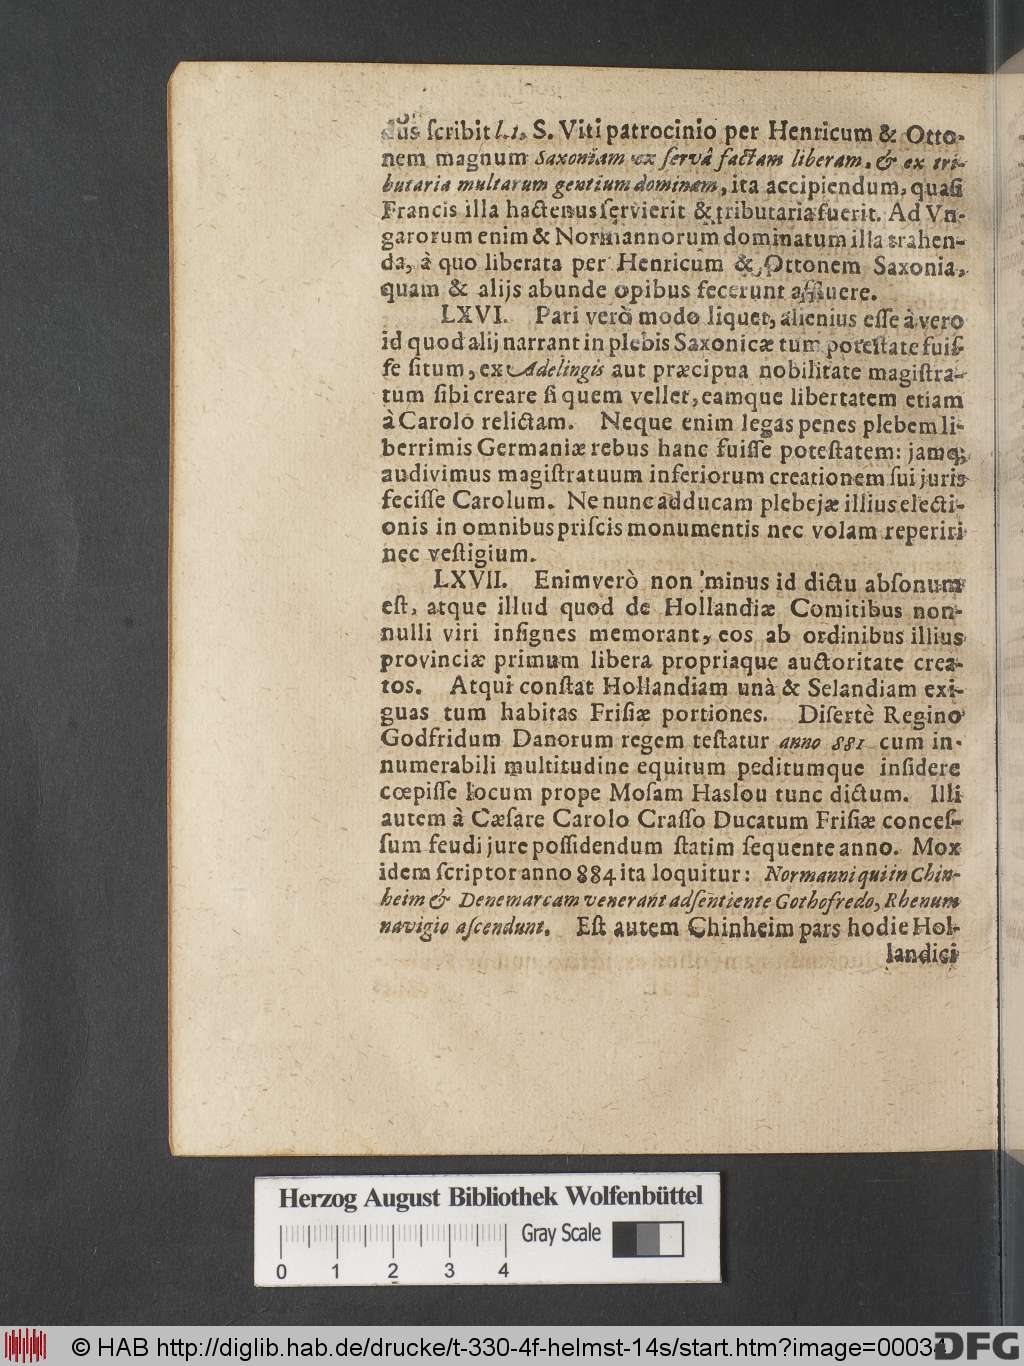 dus ſcribit l. 1. S. Viti patrocinio per Henricum & Otto-
nem magnum Saxoniam ex ſervâ factam liberam, & ex tri-
butaria multarum gentium dominam, ita accipiendum, quaſi
Francis illa hactenus ſervierit & tributaria fuerit. Ad Vn-
garorum enim & Normannorum dominatum illa trahen-
da, à quo liberata per Henricum & Ottonem Saxonia,
quam & alijs abunde opibus fecerunt affluere.
LXVI. Pari verò modo liquet, alienius eſſe à vero
id quod alij narrant in plebis Saxonicæ tum poteſtate fuiſ-
ſe ſitum, ex Adelingis aut præcipua nobilitate magiſtra-
tum ſibi creare ſi quem vellet, eamque libertatem etiam
à Carolo relictam. Neque enim legas penes plebem li-
berrimis Germaniæ rebus hanc fuiſſe poteſtatem: jamq;
audivimus magiſtratuum inferiorum creationem ſui juris
feciſſe Carolum. Ne nunc adducam plebejæ illius electi-
onis in omnibus priſcis monumentis nec volam reperiri
nec veſtigium.
LXVII. Enimverò non minus id dictu abſonum
eſt, atque illud quod de Hollandiæ Comitibus non-
nulli viri inſignes memorant, eos ab ordinibus illius
provinciæ primum libera propriaque auctoritate crea-
tos. Atqui conſtat Hollandiam unà & Selandiam exi-
guas tum habitas Friſiæ portiones. Diſertè Regino
Godfridum Danorum regem teſtatur anno 881 cum in-
numerabili multitudine equitum peditumque inſidere
cœpiſſe locum prope Moſam Haslou tunc dictum. Illi
autem à Cæſare Carolo Craſſo Ducatum Friſiæ conceſ-
ſum feudi jure poſſidendum ſtatim ſequente anno. Mox
idem ſcriptor anno 884 ita loquitur: Normanni qui in Chin-
heim & Denemarcam venerant adſentiente Gothofredo, Rhenum
navigio aſcendunt. Eſt autem Chinheim pars hodie Hol-
landici
Herzog August Bibliothek Wolfenbüttel
Gray Scale
0 1 2 3 4
© HAB http://diglib.hab.de/drucke/t-330-4f-helmst-14s/start.htm?image=00034
DFG